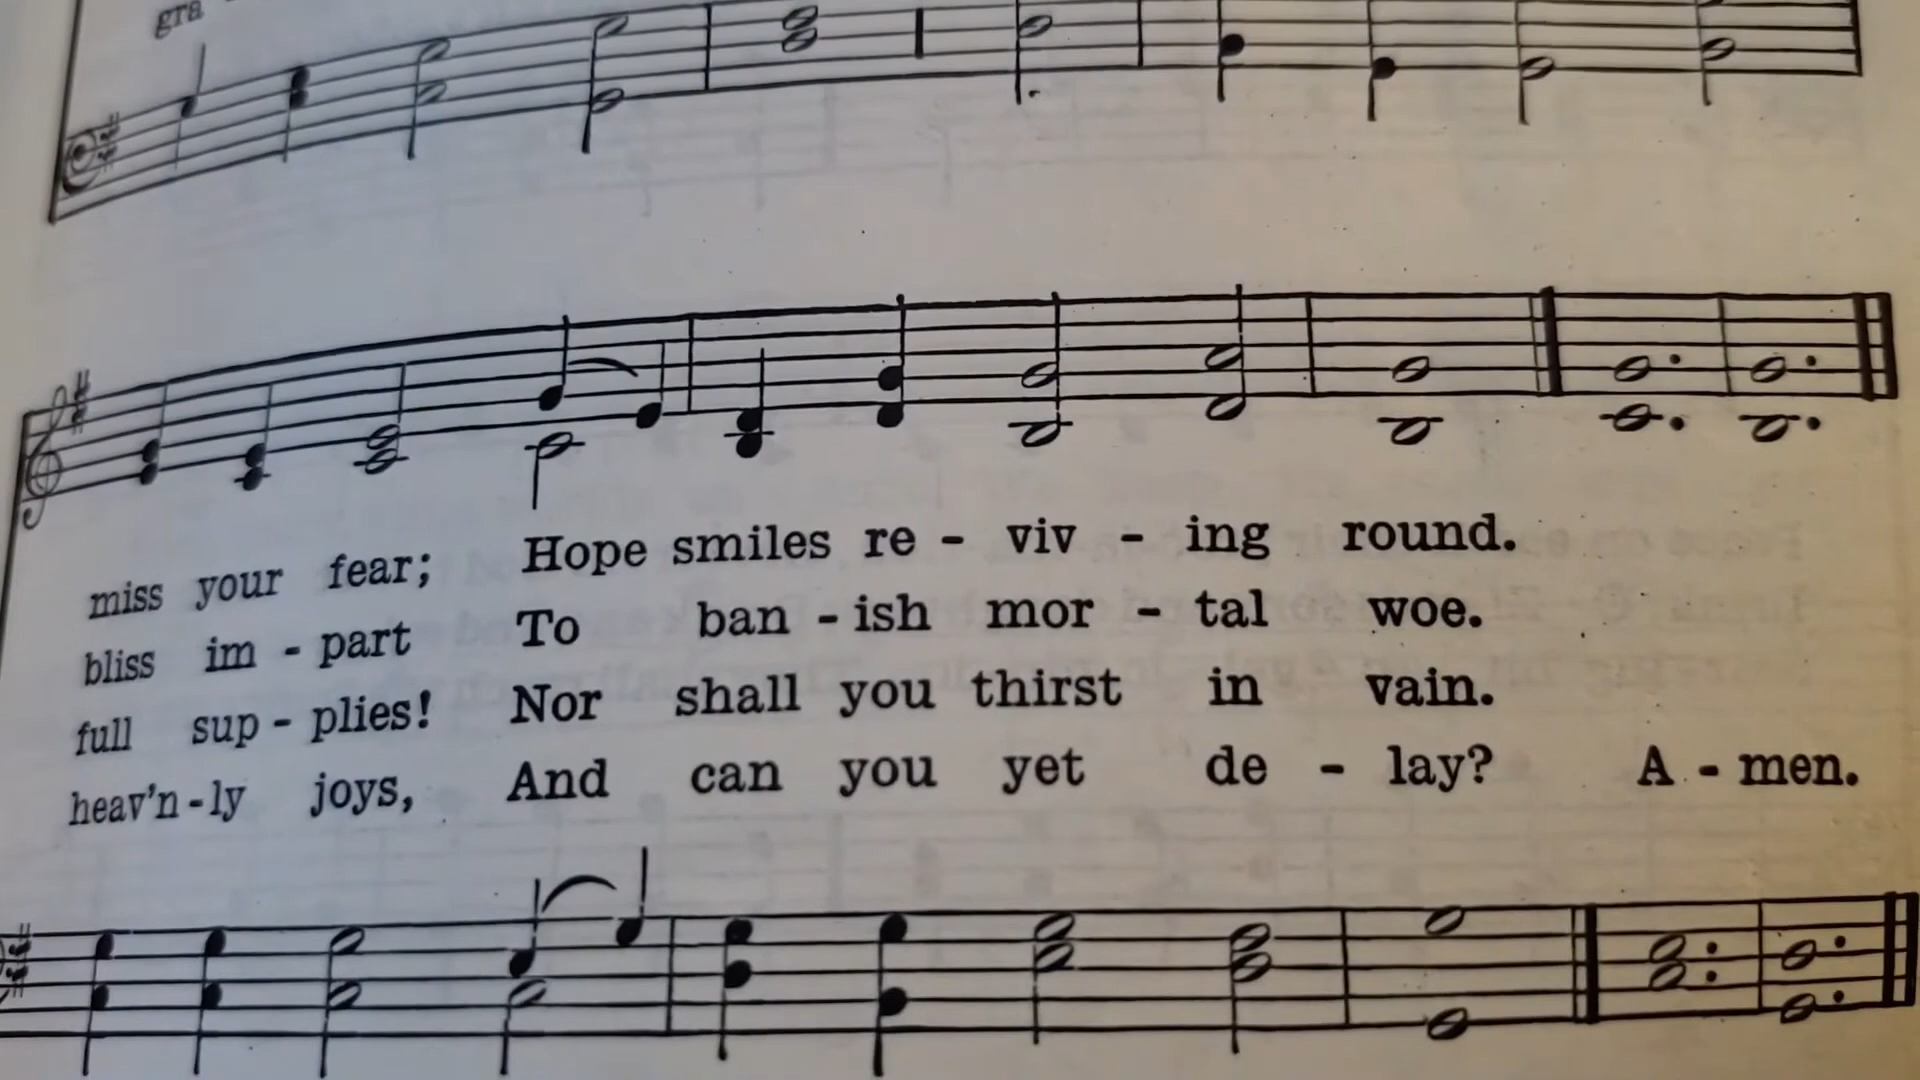 gra
miss your fear; Hope smiles re - viv - ing round.
bliss im - part To ban - ish mor - tal woe.
full sup - plies! Nor shall you thirst in vain.
heav'n - ly joys, And can you yet de - lay? A - men.